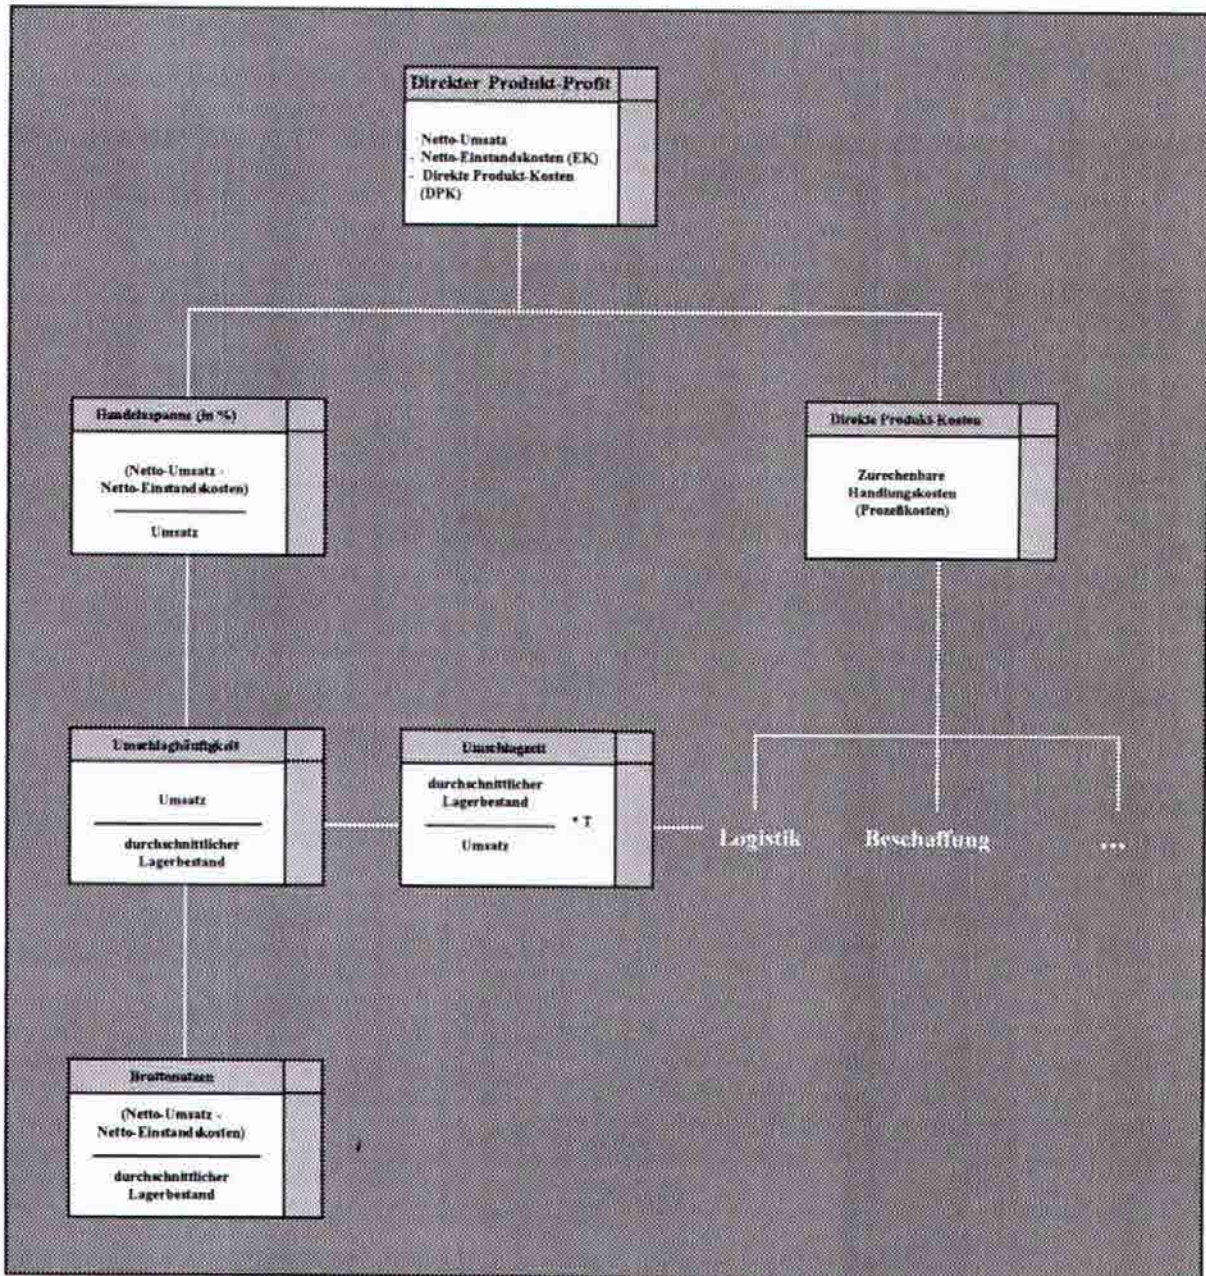 Direkter Produkt-Profit
Netto-Umsatz
- Netto-Einstandskosten (EK)
- Direkte Produkt-Kosten
(DPK)
Handelsspanne (in %)
(Netto-Umsatz -
Netto-Einstandskosten)
Umsatz
Direkte Produkt-Kosten
Zurechenbare
Handlungskosten
(Prozeßkosten)
Umschlaghäufigkeit
Umsatz
durchschnittlicher
Lagerbestand
Umschlagzeit
durchschnittlicher
Lagerbestand
* T
Umsatz
Logistik
Beschaffung
...
Bruttonutzen
(Netto-Umsatz -
Netto-Einstandskosten)
durchschnittlicher
Lagerbestand